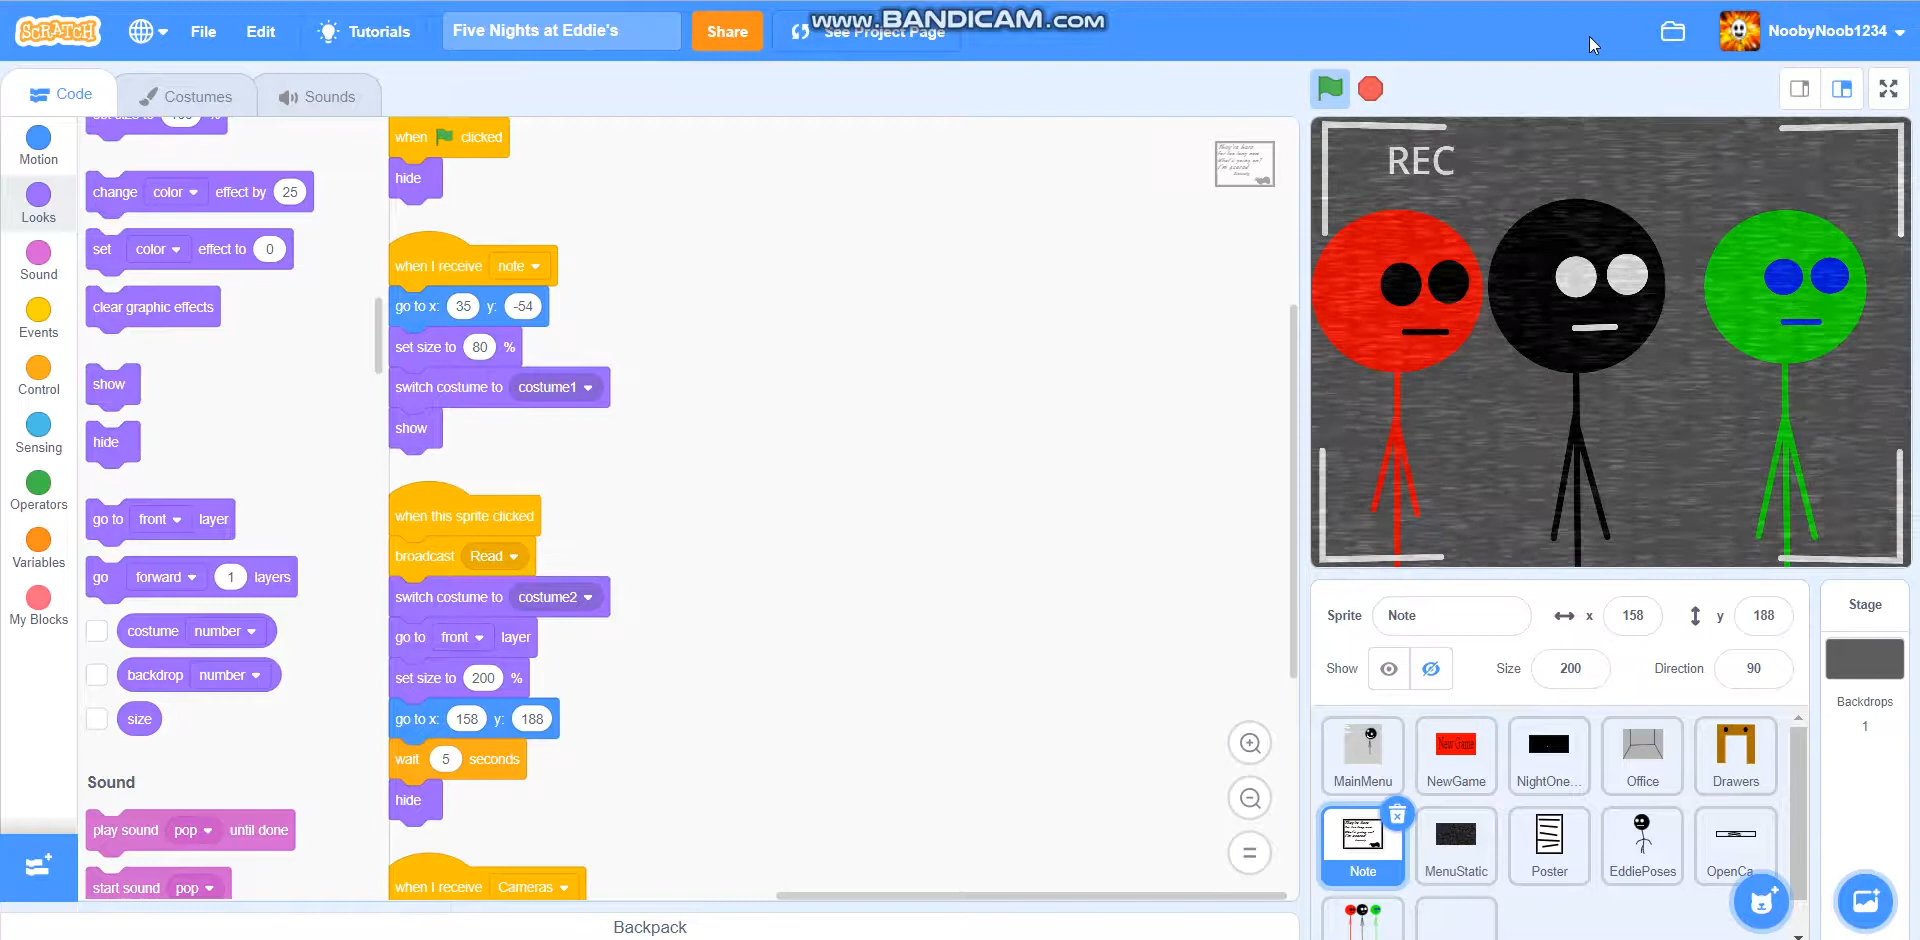 SCRATCH
File
Edit
Tutorials
Five Nights at Eddie's
Share
See Project Page
www.BANDICAM.com
NoobyNoob1234
Code
Costumes
Sounds
Motion
Looks
Sound
Events
Control
Sensing
Operators
Variables
My Blocks
change color effect by 25
set color effect to 0
clear graphic effects
show
hide
go to front layer
go forward 1 layers
costume number
backdrop number
size
Sound
play sound pop until done
start sound pop
when clicked
hide
when I receive note
go to x: 35 y: -54
set size to 80 %
switch costume to costume1
show
when this sprite clicked
broadcast Read
switch costume to costume2
go to front layer
set size to 200 %
go to x: 158 y: 188
wait 5 seconds
hide
when I receive Cameras
Backpack
REC
Sprite Note x 158 y 188
Show Size 200 Direction 90
MainMenu
NewGame
NightOne...
Office
Drawers
Note
MenuStatic
Poster
EddiePoses
OpenCa
New Game
Stage
Backdrops
1